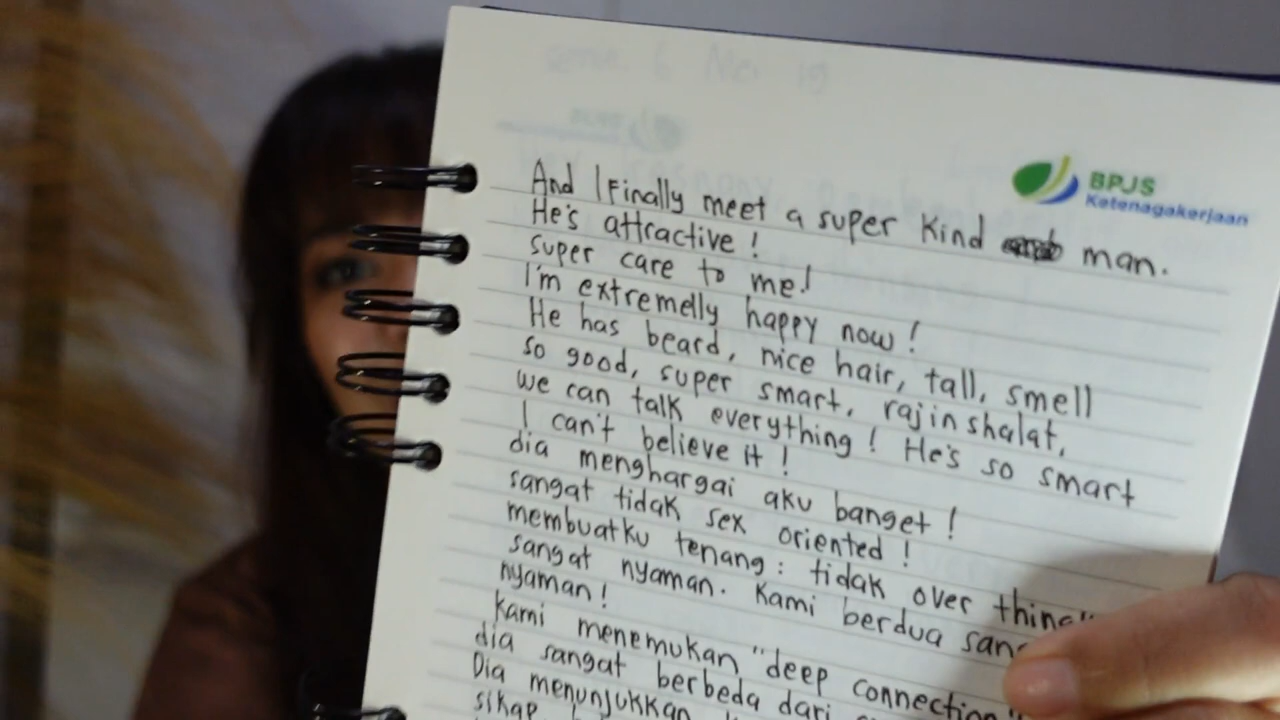 BPJS
Ketenagakerjaan
And I Finally meet a super kind man.
He's attractive!
super care to me!
I'm extremelly happy now!
He has beard, nice hair, tall, smell
so good, super smart, rajin shalat,
we can talk everything! He's so smart
I can't believe it!
dia menghargai aku banget!
sangat tidak sex oriented!
membuatku tenang: tidak over
sangat nyaman. Kami berdua
nyaman!
Kami menemukan "deep connection"
dia sangat berbeda dari
Dia menunjukkan
sikap